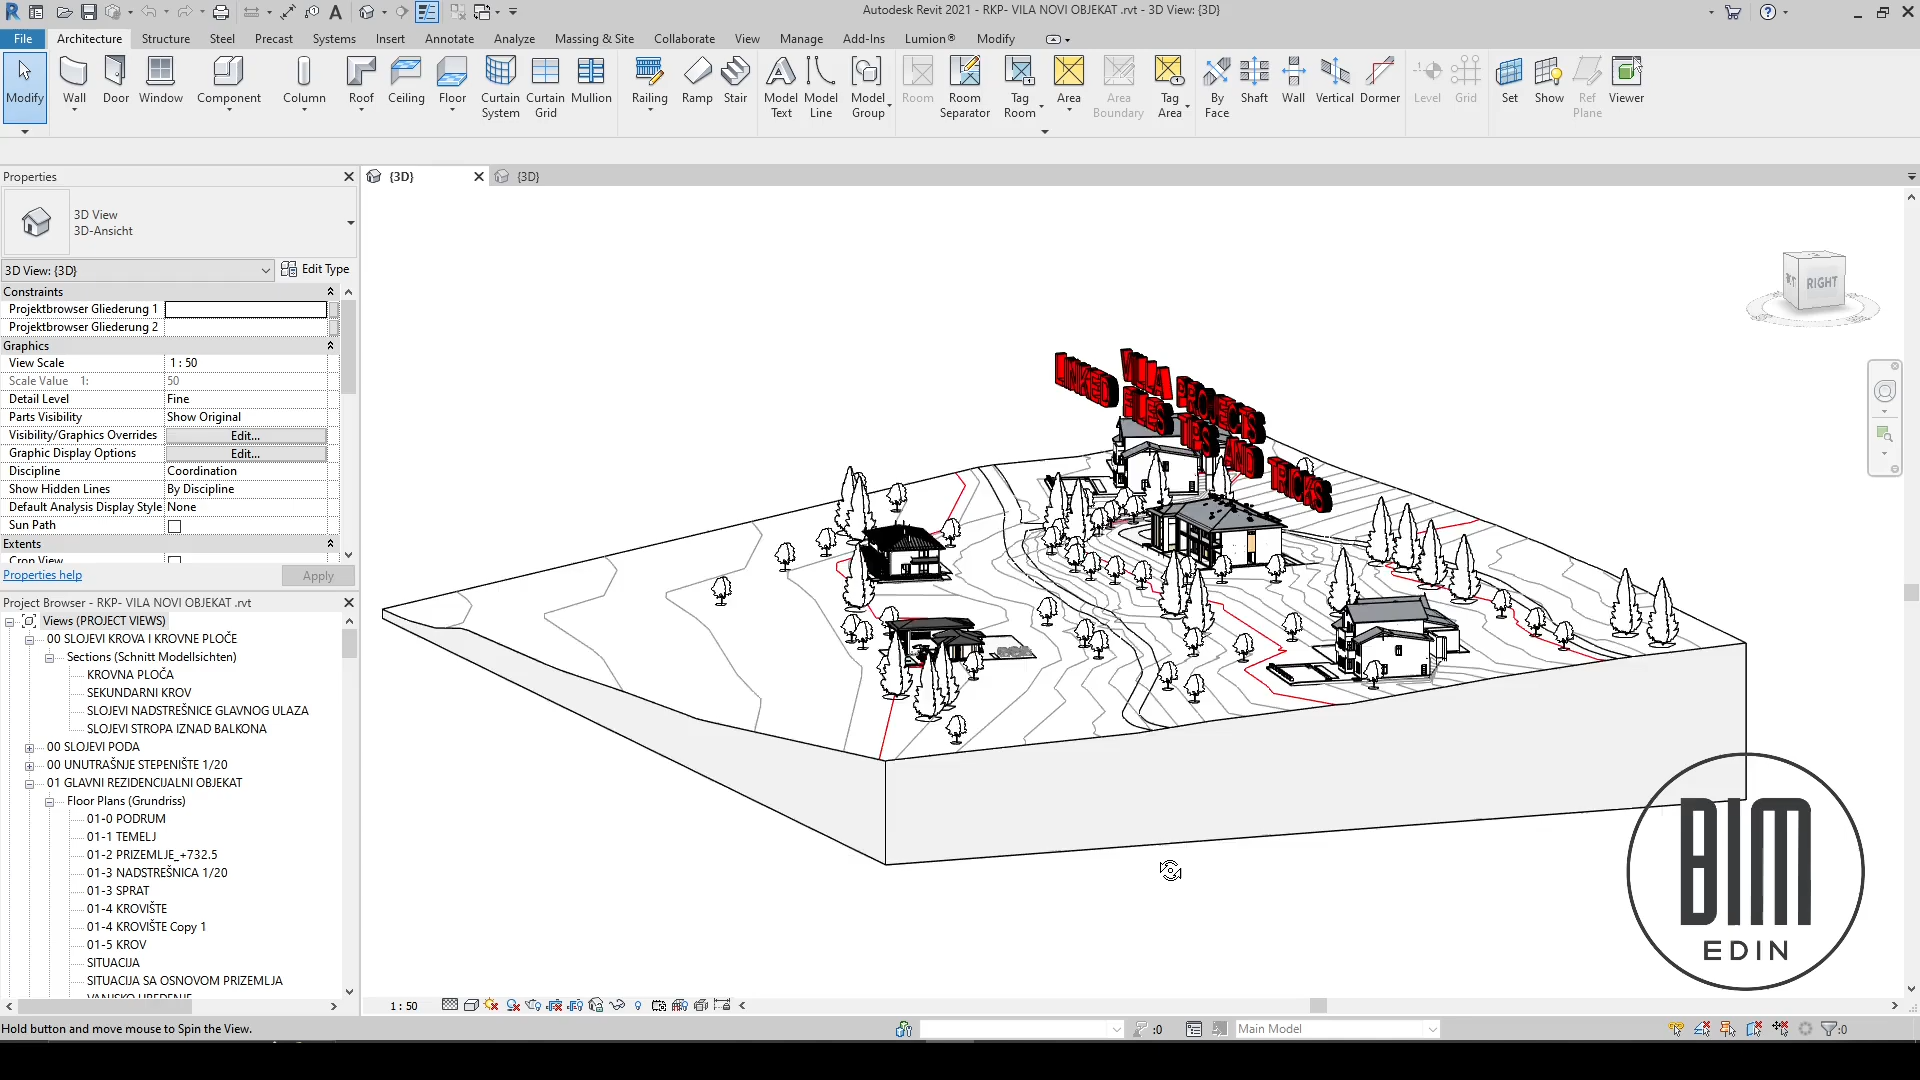 Autodesk Revit 2021 - RKP- VILA NOVI OBJEKAT .rvt - 3D View: {3D}
File Architecture Structure Steel Precast Systems Insert Annotate Analyze Massing & Site Collaborate View Manage Add-Ins Lumion® Modify
Modify
Wall
Door
Window
Component
Column
Roof
Ceiling
Floor
Curtain System
Curtain Grid
Mullion
Railing
Ramp
Stair
Model Text
Model Line
Model Group
Room
Room Separator
Tag Room
Area
Area Boundary
Tag Area
By Face
Shaft
Wall
Vertical
Dormer
Level
Grid
Set
Show
Ref Plane
Viewer
Properties
{3D}
{3D}
3D View
3D-Ansicht
3D View: {3D}
Edit Type
Constraints
Projektbrowser Gliederung 1
Projektbrowser Gliederung 2
Graphics
View Scale 1 : 50
Scale Value 1: 50
Detail Level Fine
Parts Visibility Show Original
Visibility/Graphics Overrides Edit...
Graphic Display Options Edit...
Discipline Coordination
Show Hidden Lines By Discipline
Default Analysis Display Style None
Sun Path
Extents
Crop View
Properties help
Apply
Project Browser - RKP- VILA NOVI OBJEKAT .rvt
Views (PROJECT VIEWS)
00 SLOJEVI KROVA I KROVNE PLOČE
Sections (Schnitt Modellsichten)
KROVNA PLOČA
SEKUNDARNI KROV
SLOJEVI NADSTREŠNICE GLAVNOG ULAZA
SLOJEVI STROPA IZNAD BALKONA
00 SLOJEVI PODA
00 UNUTRAŠNJE STEPENIŠTE 1/20
01 GLAVNI REZIDENCIJALNI OBJEKAT
Floor Plans (Grundriss)
01-0 PODRUM
01-1 TEMELJ
01-2 PRIZEMLJE_+732.5
01-3 NADSTREŠNICA 1/20
01-3 SPRAT
01-4 KROVIŠTE
01-4 KROVIŠTE Copy 1
01-5 KROV
SITUACIJA
SITUACIJA SA OSNOVOM PRIZEMLJA
VANJSKO UREĐENJE
RIGHT
VILLA PROJECTS
LINKED FILES TIPS AND TRICKS
BIM
EDIN
1 : 50
Hold button and move mouse to Spin the View.
:0
Main Model
:0